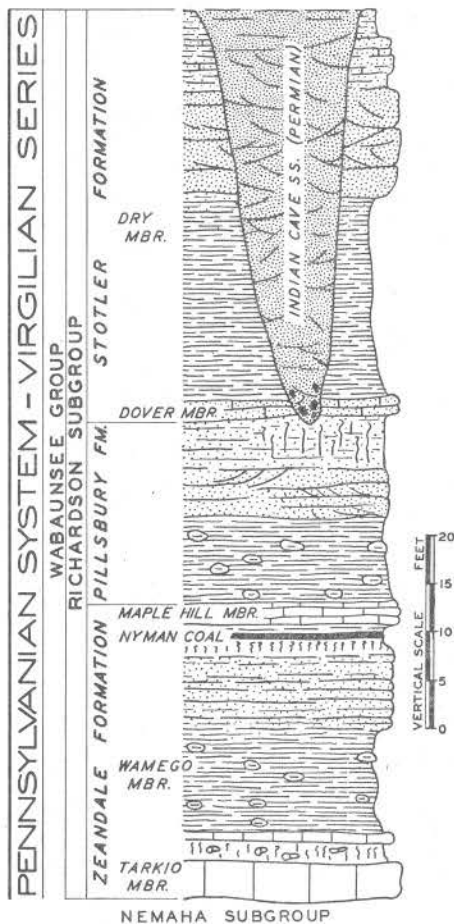 PENNSYLVANIAN SYSTEM – VIRGILIAN SERIES
WABAUNSEE GROUP
RICHARDSON SUBGROUP
STOTLER FORMATION
DRY
MBR.
INDIAN CAVE SS. (PERMIAN)
DOVER MBR.
PILLSBURY FM.
MAPLE HILL MBR.
NYMAN COAL
ZEANDALE FORMATION
WAMEGO
MBR.
TARKIO
MBR.
VERTICAL SCALE FEET
20
15
10
5
0
NEMAHA SUBGROUP